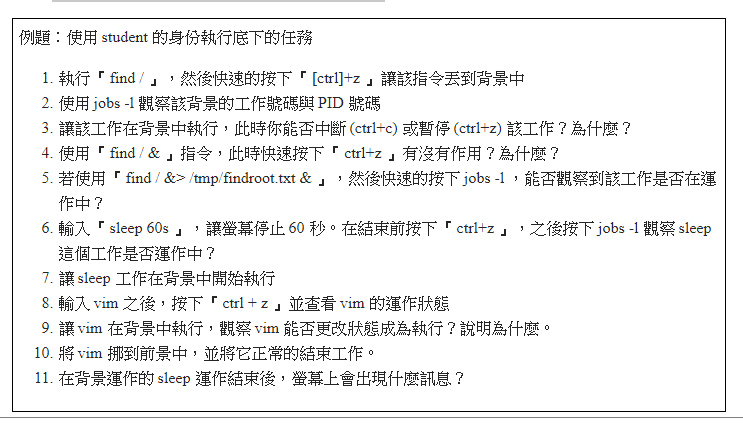 例題：使用 student 的身份執行底下的任務
1. 執行『 find / 』，然後快速的按下『 [ctrl]+z 』讓該指令丟到背景中
2. 使用 jobs -l 觀察該背景的工作號碼與 PID 號碼
3. 讓該工作在背景中執行，此時你能否中斷 (ctrl+c) 或暫停 (ctrl+z) 該工作？為什麼？
4. 使用『 find / & 』指令，此時快速按下『 ctrl+z 』有沒有作用？為什麼？
5. 若使用『 find / &> /tmp/findroot.txt & 』，然後快速的按下 jobs -l ，能否觀察到該工作是否在運
作中？
6. 輸入『 sleep 60s 』，讓螢幕停止 60 秒。在結束前按下『 ctrl+z 』，之後按下 jobs -l 觀察 sleep
這個工作是否運作中？
7. 讓 sleep 工作在背景中開始執行
8. 輸入 vim 之後，按下『 ctrl + z 』並查看 vim 的運作狀態
9. 讓 vim 在背景中執行，觀察 vim 能否更改狀態成為執行？說明為什麼。
10. 將 vim 挪到前景中，並將它正常的結束工作。
11. 在背景運作的 sleep 運作結束後，螢幕上會出現什麼訊息？